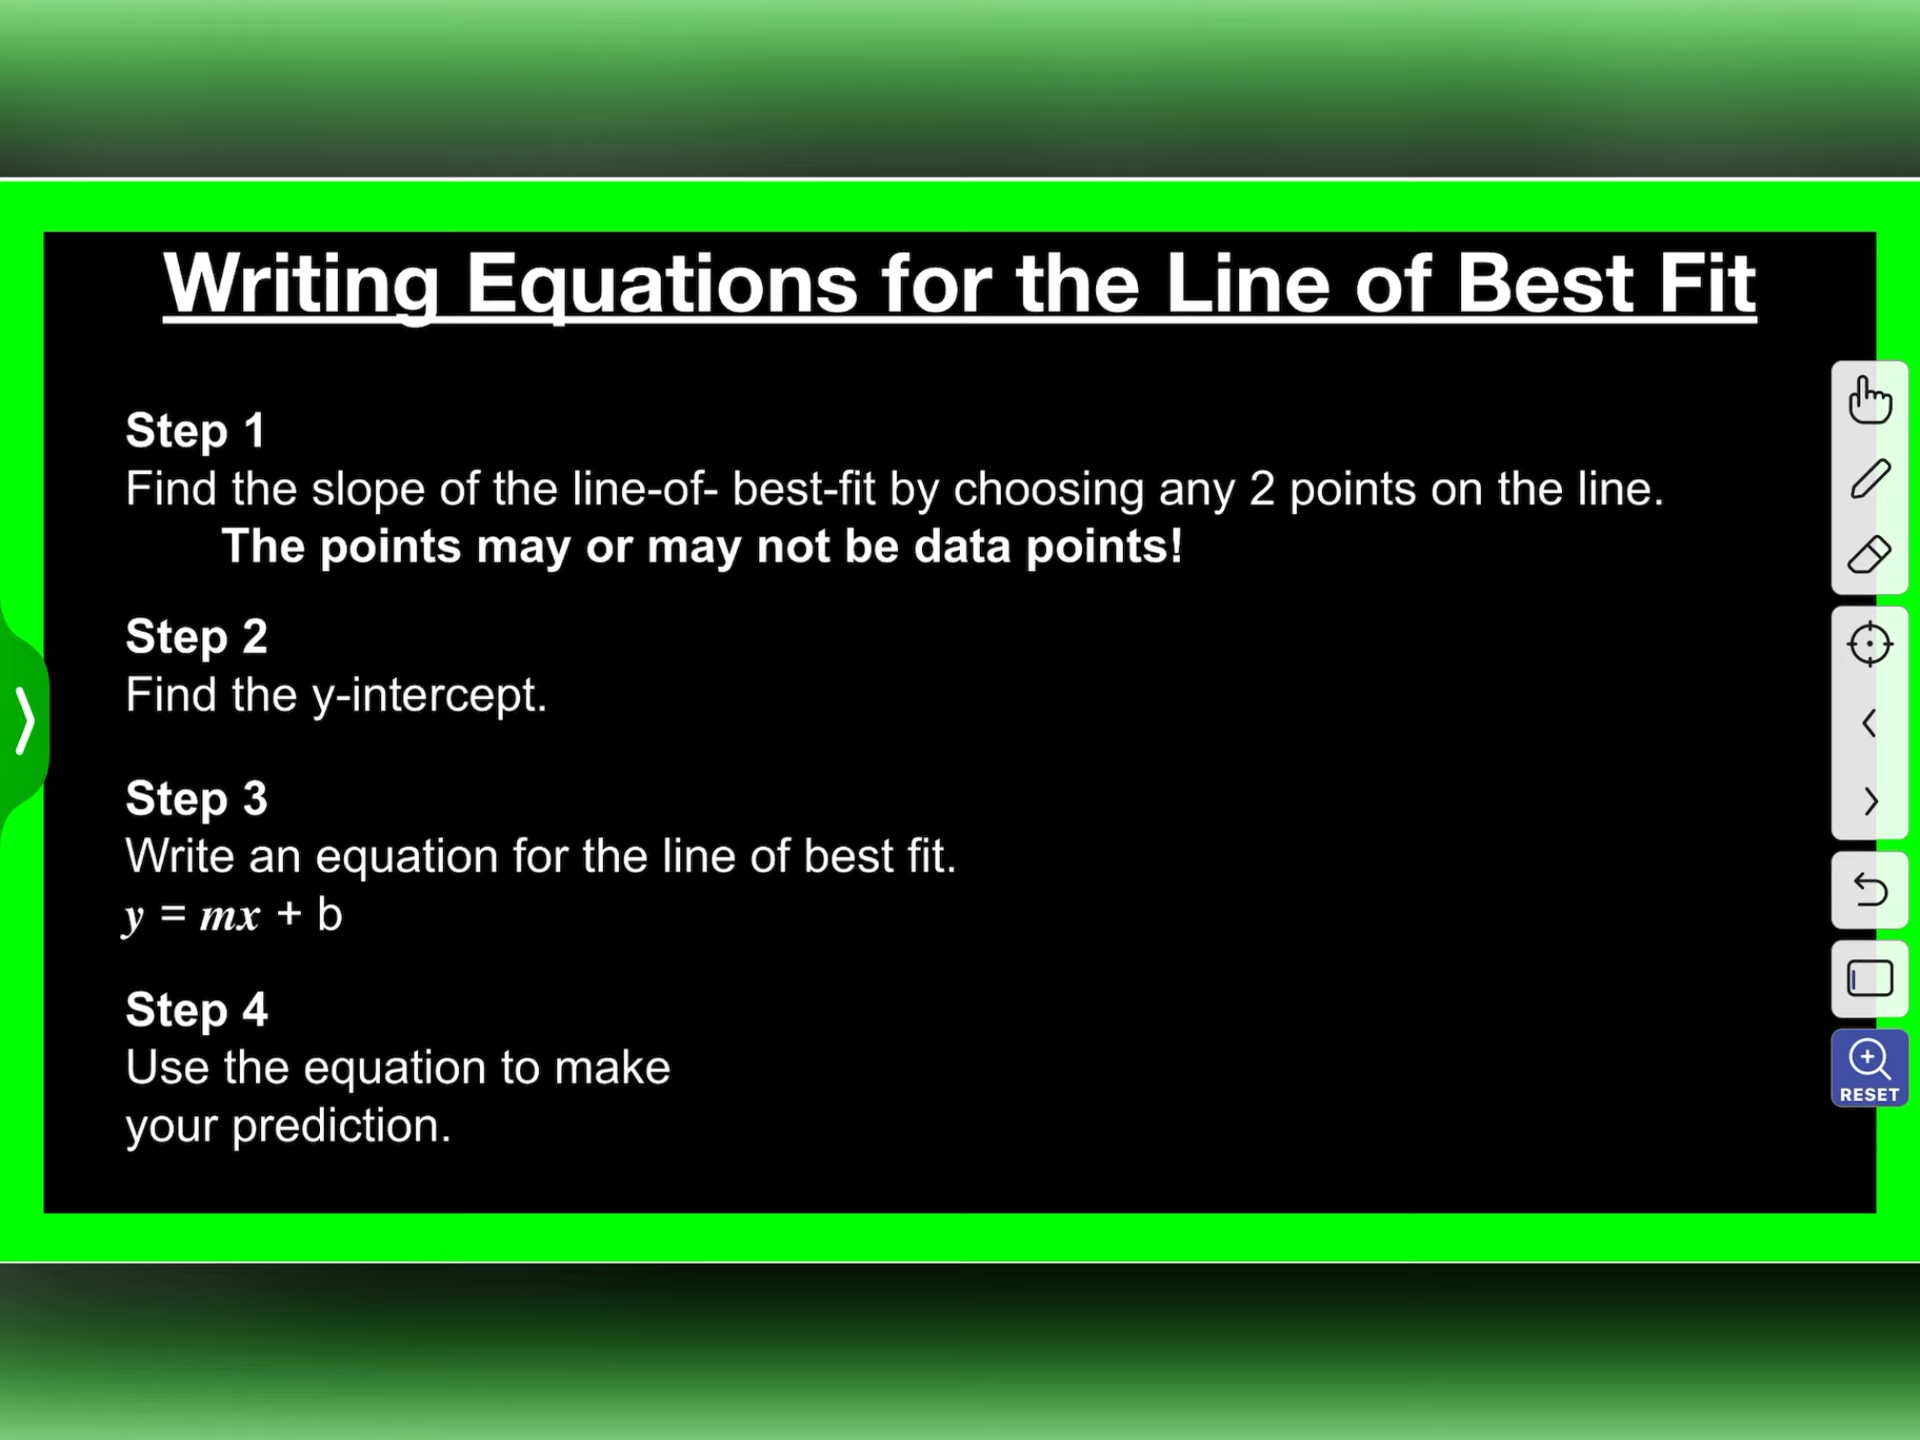 Writing Equations for the Line of Best Fit
Step 1
Find the slope of the line-of- best-fit by choosing any 2 points on the line.
The points may or may not be data points!
Step 2
Find the y-intercept.
Step 3
Write an equation for the line of best fit.
y = mx + b
Step 4
Use the equation to make
your prediction.
RESET